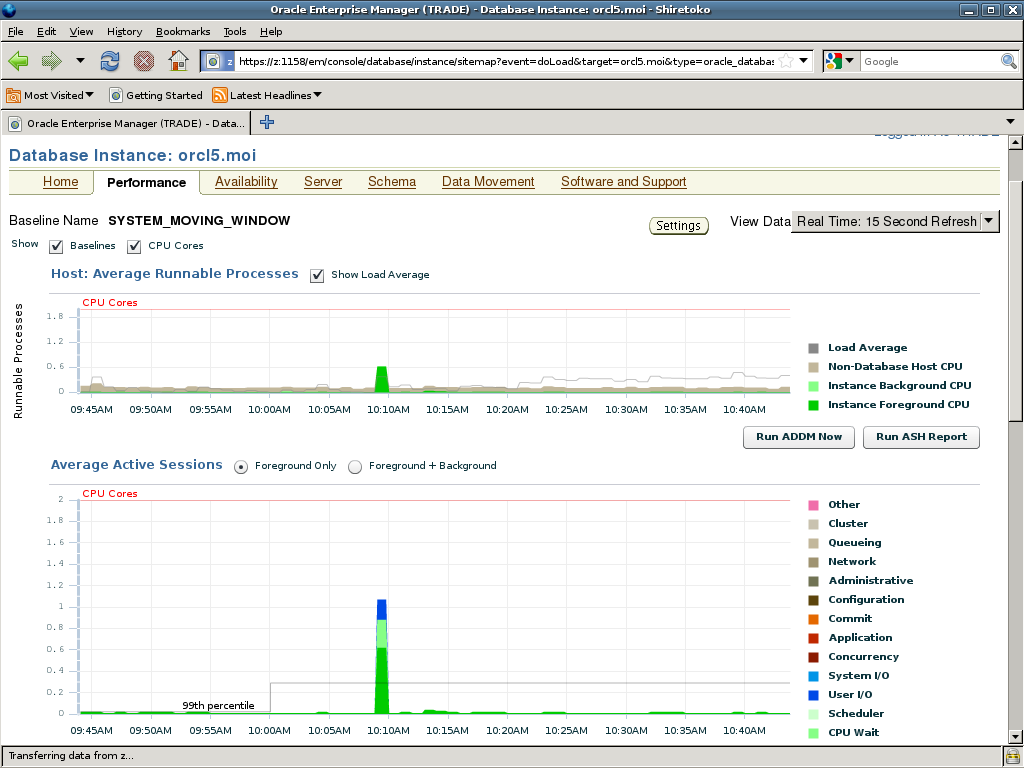 Oracle Enterprise Manager (TRADE) - Database Instance: orcl5.moi - Shiretoko
File Edit View History Bookmarks Tools Help
z https://z:1158/em/console/database/instance/sitemap?event=doLoad&target=orcl5.moi&type=oracle_databas Google
Most Visited Getting Started Latest Headlines
Oracle Enterprise Manager (TRADE) - Data...
Database Instance: orcl5.moi
Home Performance Availability Server Schema Data Movement Software and Support
Baseline Name SYSTEM_MOVING_WINDOW Settings View Data Real Time: 15 Second Refresh
Show Baselines CPU Cores
Host: Average Runnable Processes Show Load Average
Runnable Processes
CPU Cores
1.8
1.2
0.6
0
09:45AM 09:50AM 09:55AM 10:00AM 10:05AM 10:10AM 10:15AM 10:20AM 10:25AM 10:30AM 10:35AM 10:40AM
Load Average
Non-Database Host CPU
Instance Background CPU
Instance Foreground CPU
Run ADDM Now Run ASH Report
Average Active Sessions Foreground Only Foreground + Background
CPU Cores
2
1.8
1.6
1.4
1.2
1
0.8
0.6
0.4
0.2
0
99th percentile
09:45AM 09:50AM 09:55AM 10:00AM 10:05AM 10:10AM 10:15AM 10:20AM 10:25AM 10:30AM 10:35AM 10:40AM
Other
Cluster
Queueing
Network
Administrative
Configuration
Commit
Application
Concurrency
System I/O
User I/O
Scheduler
CPU Wait
Transferring data from z...